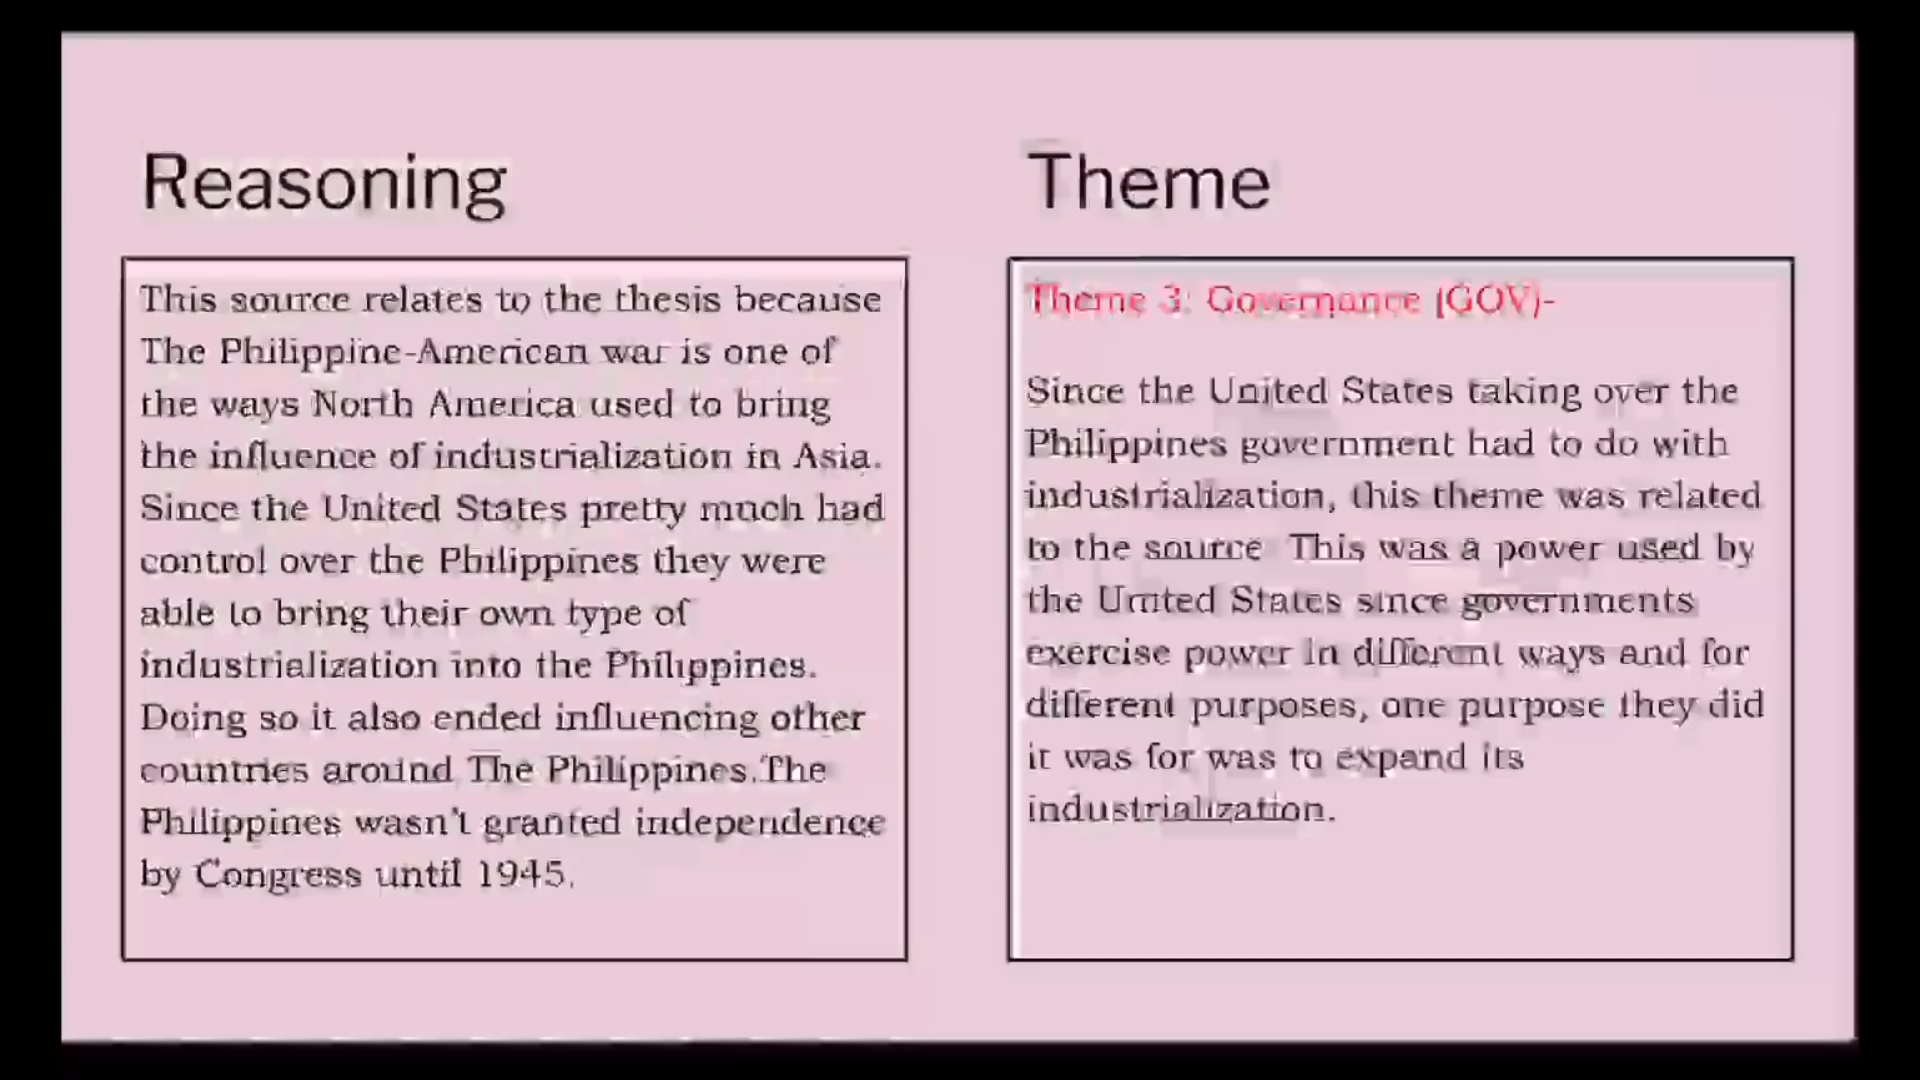 Reasoning
This source relates to the thesis because
The Philippine-American war is one of
the ways North America used to bring
the influence of industrialization in Asia.
Since the United States pretty much had
control over the Philippines they were
able to bring their own type of
industrialization into the Philippines.
Doing so it also ended influencing other
countries around The Philippines.The
Philippines wasn't granted independence
by Congress until 1945.
Theme
Theme 3: Governance (GOV)-
Since the United States taking over the
Philippines government had to do with
industrialization, this theme was related
to the source. This was a power used by
the United States since governments
exercise power in different ways and for
different purposes, one purpose they did
it was for was to expand its
industrialization.